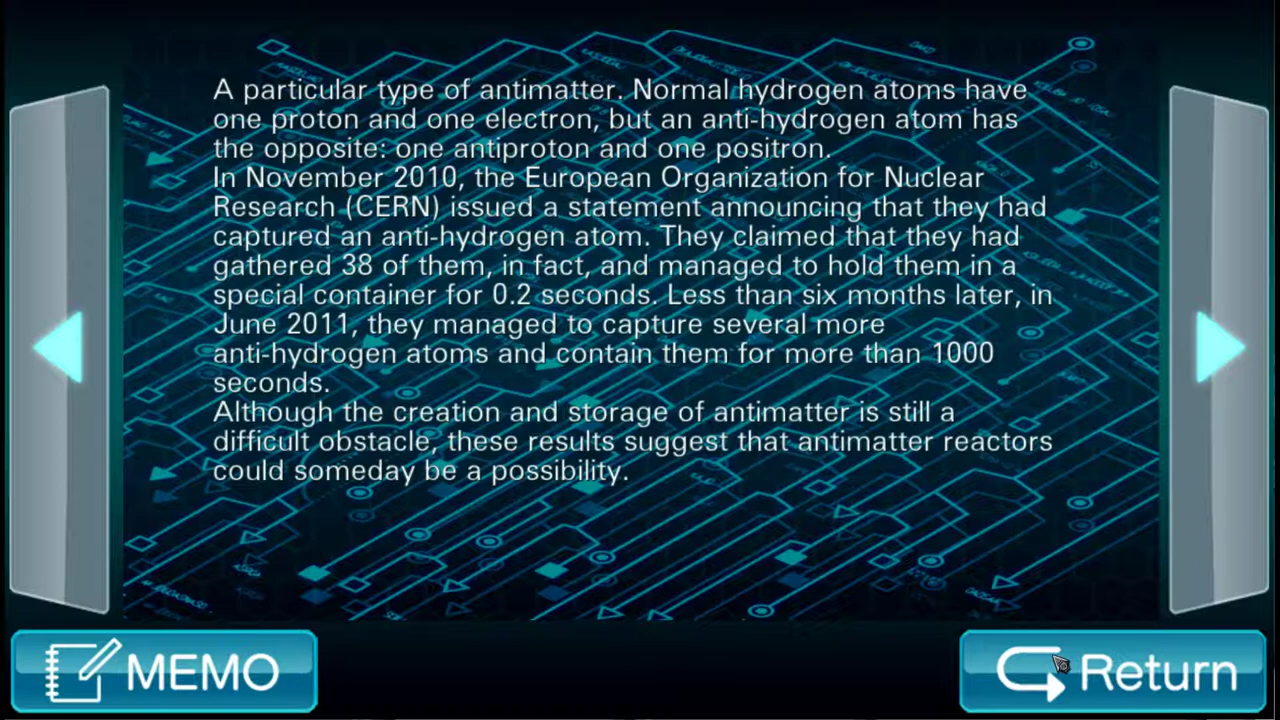 A particular type of antimatter. Normal hydrogen atoms have
one proton and one electron, but an anti-hydrogen atom has
the opposite: one antiproton and one positron.
In November 2010, the European Organization for Nuclear
Research (CERN) issued a statement announcing that they had
captured an anti-hydrogen atom. They claimed that they had
gathered 38 of them, in fact, and managed to hold them in a
special container for 0.2 seconds. Less than six months later, in
June 2011, they managed to capture several more
anti-hydrogen atoms and contain them for more than 1000
seconds.
Although the creation and storage of antimatter is still a
difficult obstacle, these results suggest that antimatter reactors
could someday be a possibility.
MEMO
Return